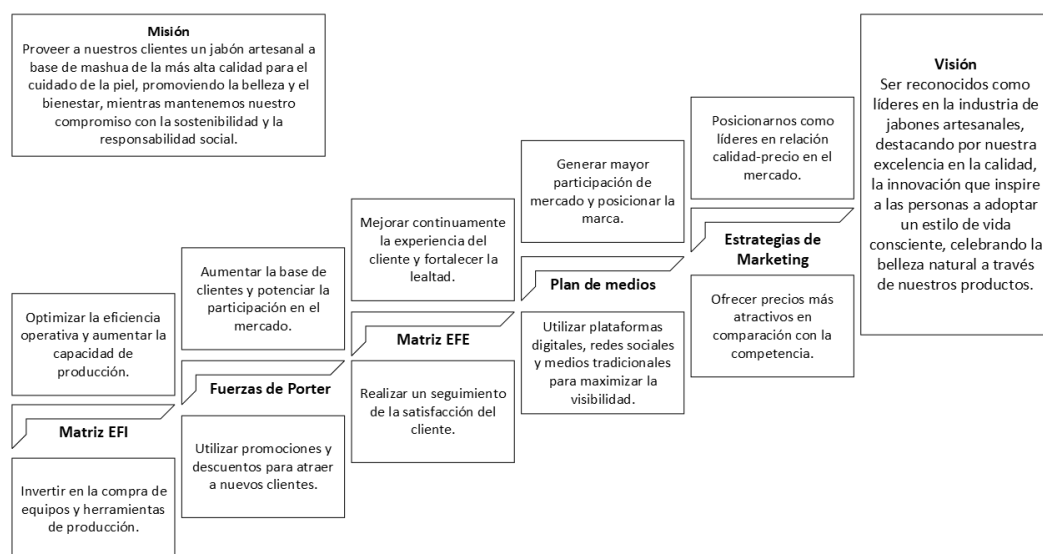 Misión
Proveer a nuestros clientes un jabón artesanal a
base de mashua de la más alta calidad para el
cuidado de la piel, promoviendo la belleza y el
bienestar, mientras mantenemos nuestro
compromiso con la sostenibilidad y la
responsabilidad social.
Optimizar la eficiencia
operativa y aumentar la
capacidad de
producción.
Matriz EFI
Invertir en la compra de
equipos y herramientas
de producción.
Aumentar la base de
clientes y potenciar la
participación en el
mercado.
Fuerzas de Porter
Utilizar promociones y
descuentos para atraer
a nuevos clientes.
Mejorar continuamente
la experiencia del
cliente y fortalecer la
lealtad.
Matriz EFE
Realizar un seguimiento
de la satisfacción del
cliente.
Generar mayor
participación de
mercado y posicionar la
marca.
Plan de medios
Utilizar plataformas
digitales, redes sociales
y medios tradicionales
para maximizar la
visibilidad.
Posicionarnos como
líderes en relación
calidad-precio en el
mercado.
Estrategias de
Marketing
Ofrecer precios más
atractivos en
comparación con la
competencia.
Visión
Ser reconocidos como
líderes en la industria de
jabones artesanales,
destacando por nuestra
excelencia en la calidad,
la innovación que inspire
a las personas a adoptar
un estilo de vida
consciente, celebrando la
belleza natural a través
de nuestros productos.